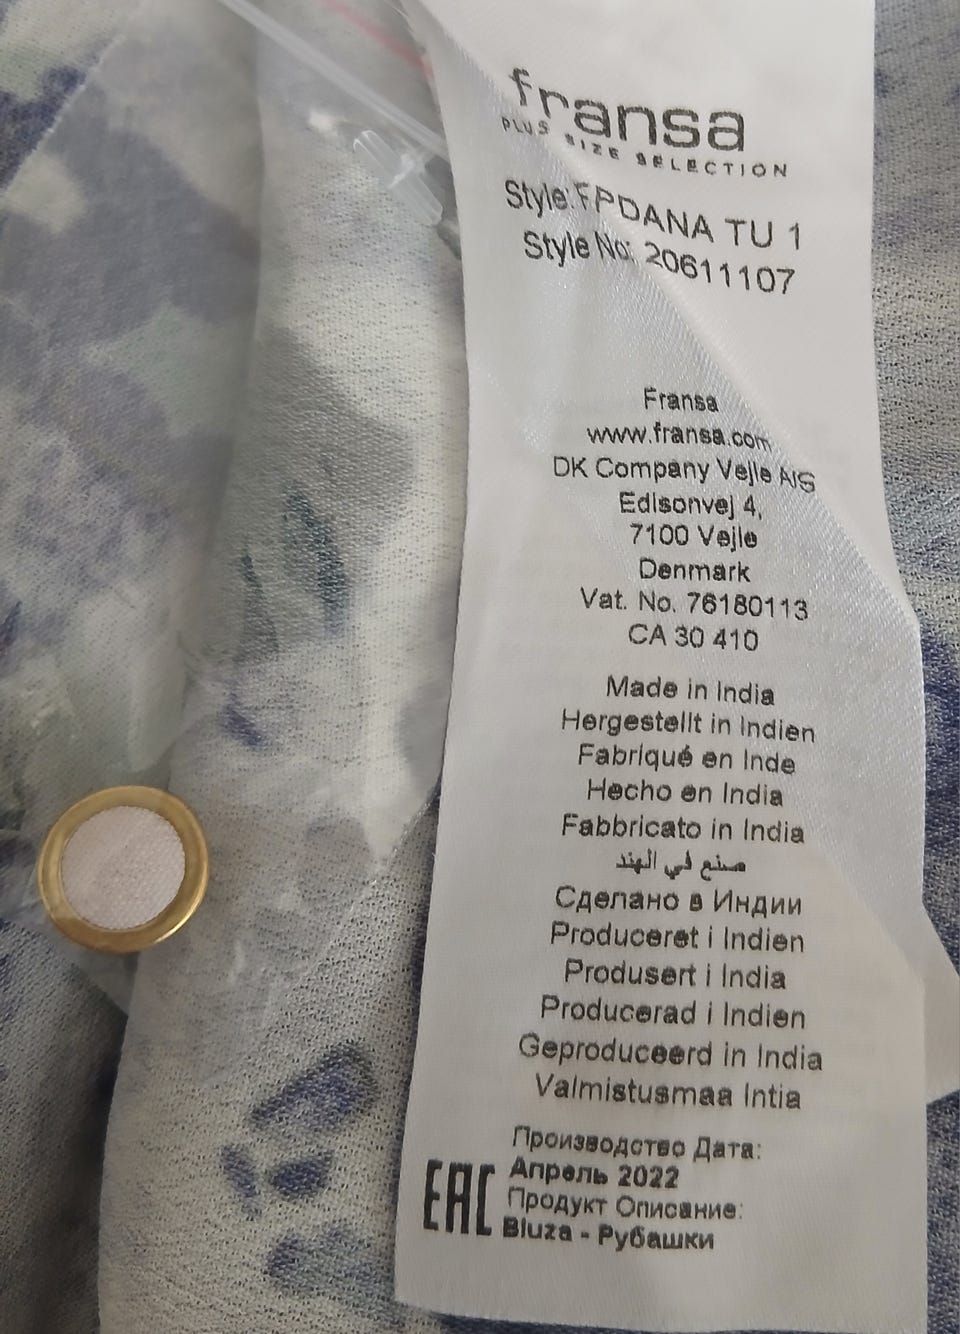 fransa
PLUS SIZE SELECTION
Style: FPDANA TU 1
Style No: 20611107
Fransa
www.fransa.com
DK Company Vejle A/S
Edisonvej 4,
7100 Vejle
Denmark
Vat. No. 76180113
CA 30 410
Made in India
Hergestellt in Indien
Fabriqué en Inde
Hecho en India
Fabbricato in India
صنع في الهند
Сделано в Индии
Produceret i Indien
Produsert i India
Producerad i Indien
Geproduceerd in India
Valmistusmaa Intia
Производство Дата:
Апрель 2022
Продукт Описание:
Bluza - Рубашки
EAC